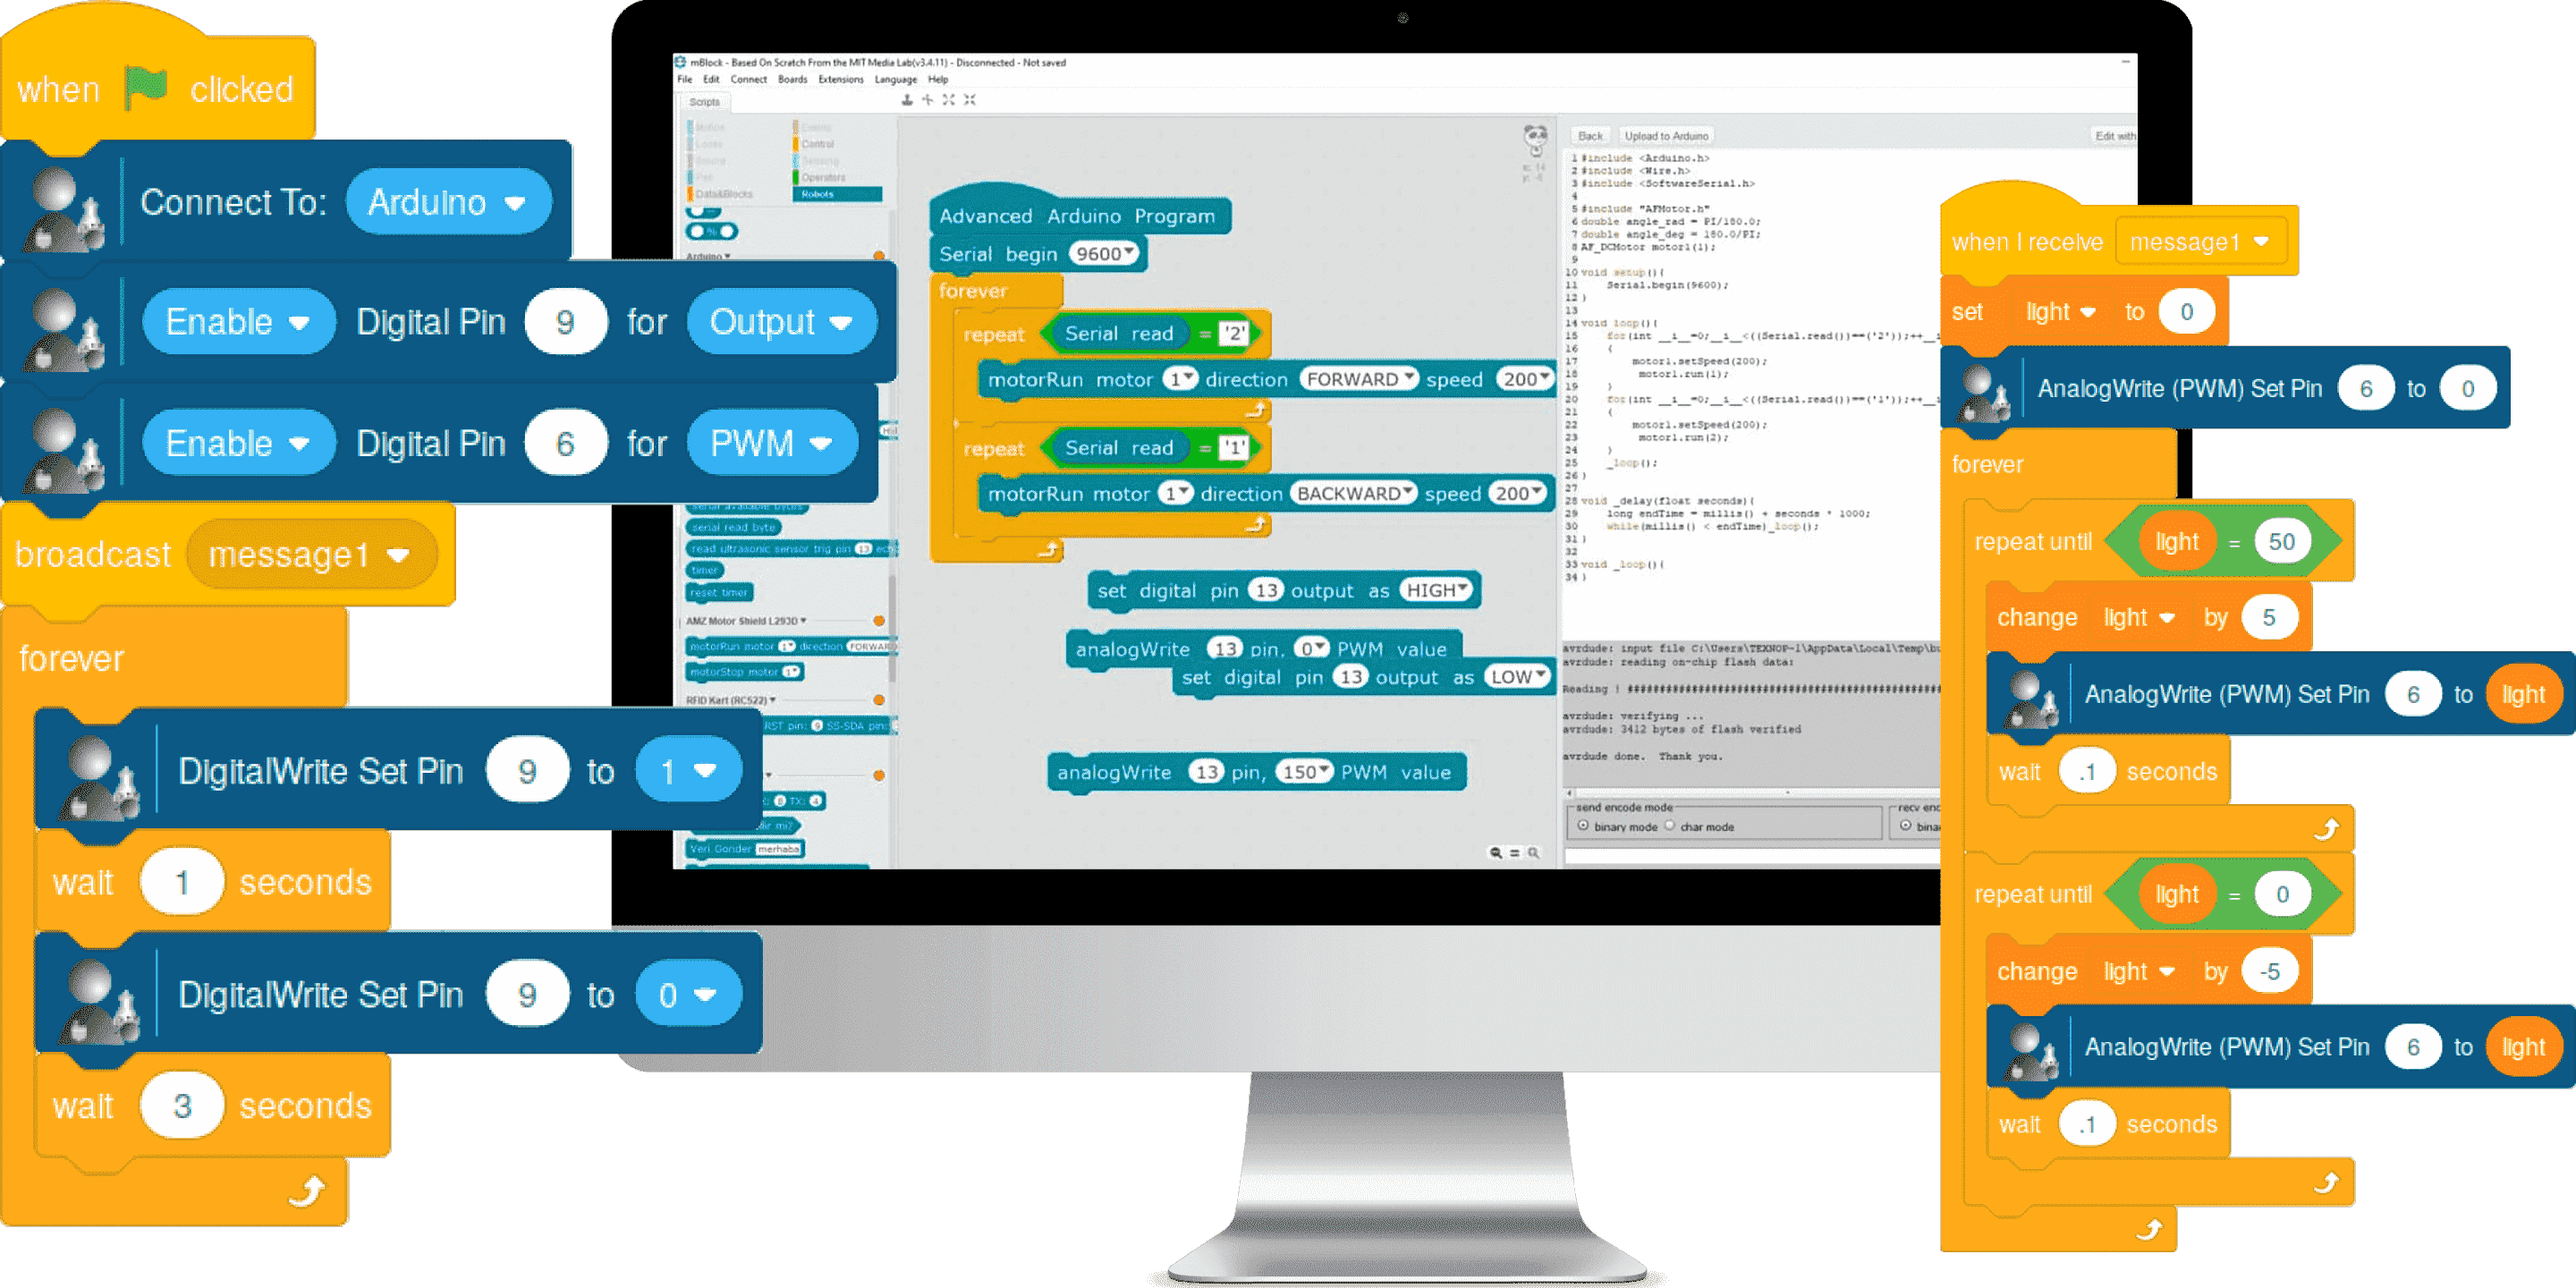 when clicked
Connect To: Arduino
Enable Digital Pin 9 for Output
Enable Digital Pin 6 for PWM
broadcast message1
forever
DigitalWrite Set Pin 9 to 1
wait 1 seconds
DigitalWrite Set Pin 9 to 0
wait 3 seconds
mBlock - Based On Scratch From the MIT Media Lab(v3.4.11) - Disconnected - Not saved
File Edit Connect Boards Extensions Language Help
Scripts
Motion Events
Looks Control
Sound Sensing
Pen Operators
Data&Blocks Robots
Arduino
serial available bytes
serial read byte
read ultrasonic sensor trig pin 13
timer
reset timer
AMZ Motor Shield L293D
motorRun motor 1 direction FORWARD
motorStop motor 1
RFID Kart (RC522)
RST pin: 9 SS-SDA pin:
Veri Gonder merhaba
Advanced Arduino Program
Serial begin 9600
forever
repeat Serial read = '2'
motorRun motor 1 direction FORWARD speed 200
repeat Serial read = '1'
motorRun motor 1 direction BACKWARD speed 200
set digital pin 13 output as HIGH
analogWrite 13 pin, 0 PWM value
set digital pin 13 output as LOW
analogWrite 13 pin, 150 PWM value
Back Upload to Arduino Edit with
1 #include <Arduino.h>
2 #include <Wire.h>
3 #include <SoftwareSerial.h>
4
5 #include "AFMotor.h"
6 double angle_rad = PI/180.0;
7 double angle_deg = 180.0/PI;
8 AF_DCMotor motor1(1);
9
10 void setup(){
11 Serial.begin(9600);
12 }
13
14 void loop(){
15 for(int __i__=0;__i__<((Serial.read())==('2'));++__i
16 {
17 motor1.setSpeed(200);
18 motor1.run(1);
19 }
20 for(int __i__=0;__i__<((Serial.read())==('1'));++__i
21 {
22 motor1.setSpeed(200);
23 motor1.run(2);
24 }
25 _loop();
26 }
27
28 void _delay(float seconds){
29 long endTime = millis() + seconds * 1000;
30 while(millis() < endTime)_loop();
31 }
32
33 void _loop(){
34 }
avrdude: input file C:\Users\TEXNOP~1\AppData\Local\Temp\bu
avrdude: reading on-chip flash data:
Reading | ##################################################
avrdude: verifying ...
avrdude: 3412 bytes of flash verified
avrdude done. Thank you.
send encode mode recv enc
binary mode char mode bina
when I receive message1
set light to 0
AnalogWrite (PWM) Set Pin 6 to 0
forever
repeat until light = 50
change light by 5
AnalogWrite (PWM) Set Pin 6 to light
wait .1 seconds
repeat until light = 0
change light by -5
AnalogWrite (PWM) Set Pin 6 to light
wait .1 seconds